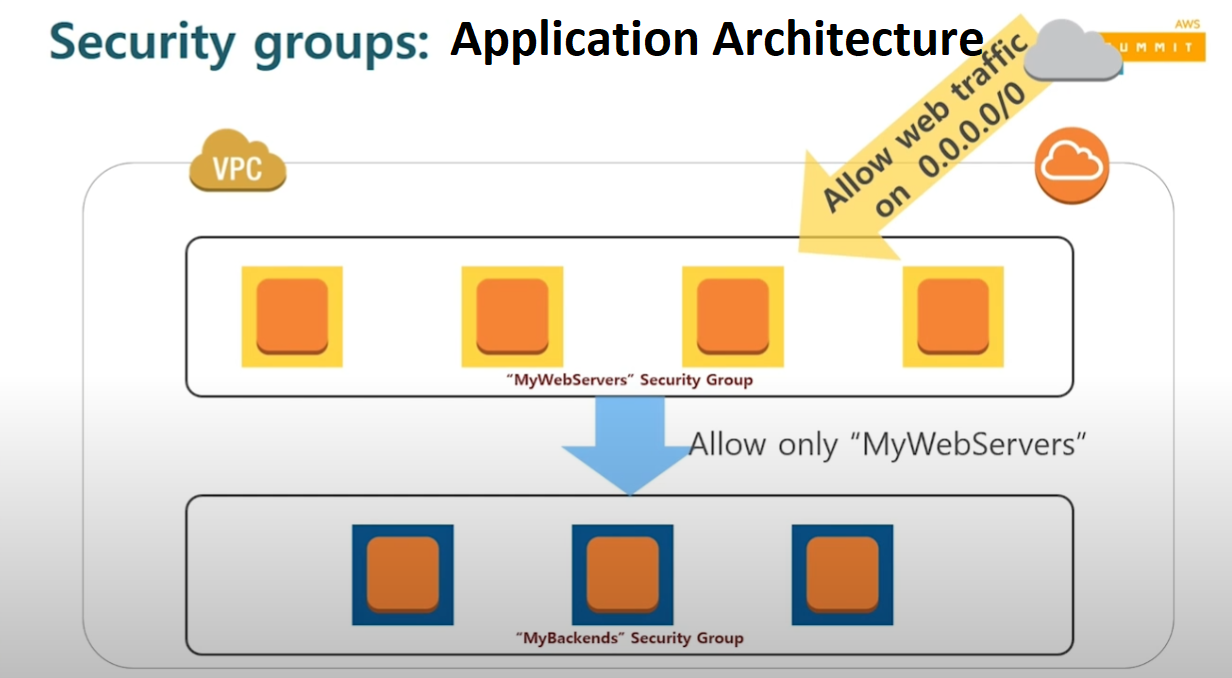 Security groups: Application Architecture
AWS
SUMMIT
Allow web traffic
on 0.0.0.0/0
VPC
“MyWebServers” Security Group
Allow only “MyWebServers”
“MyBackends” Security Group